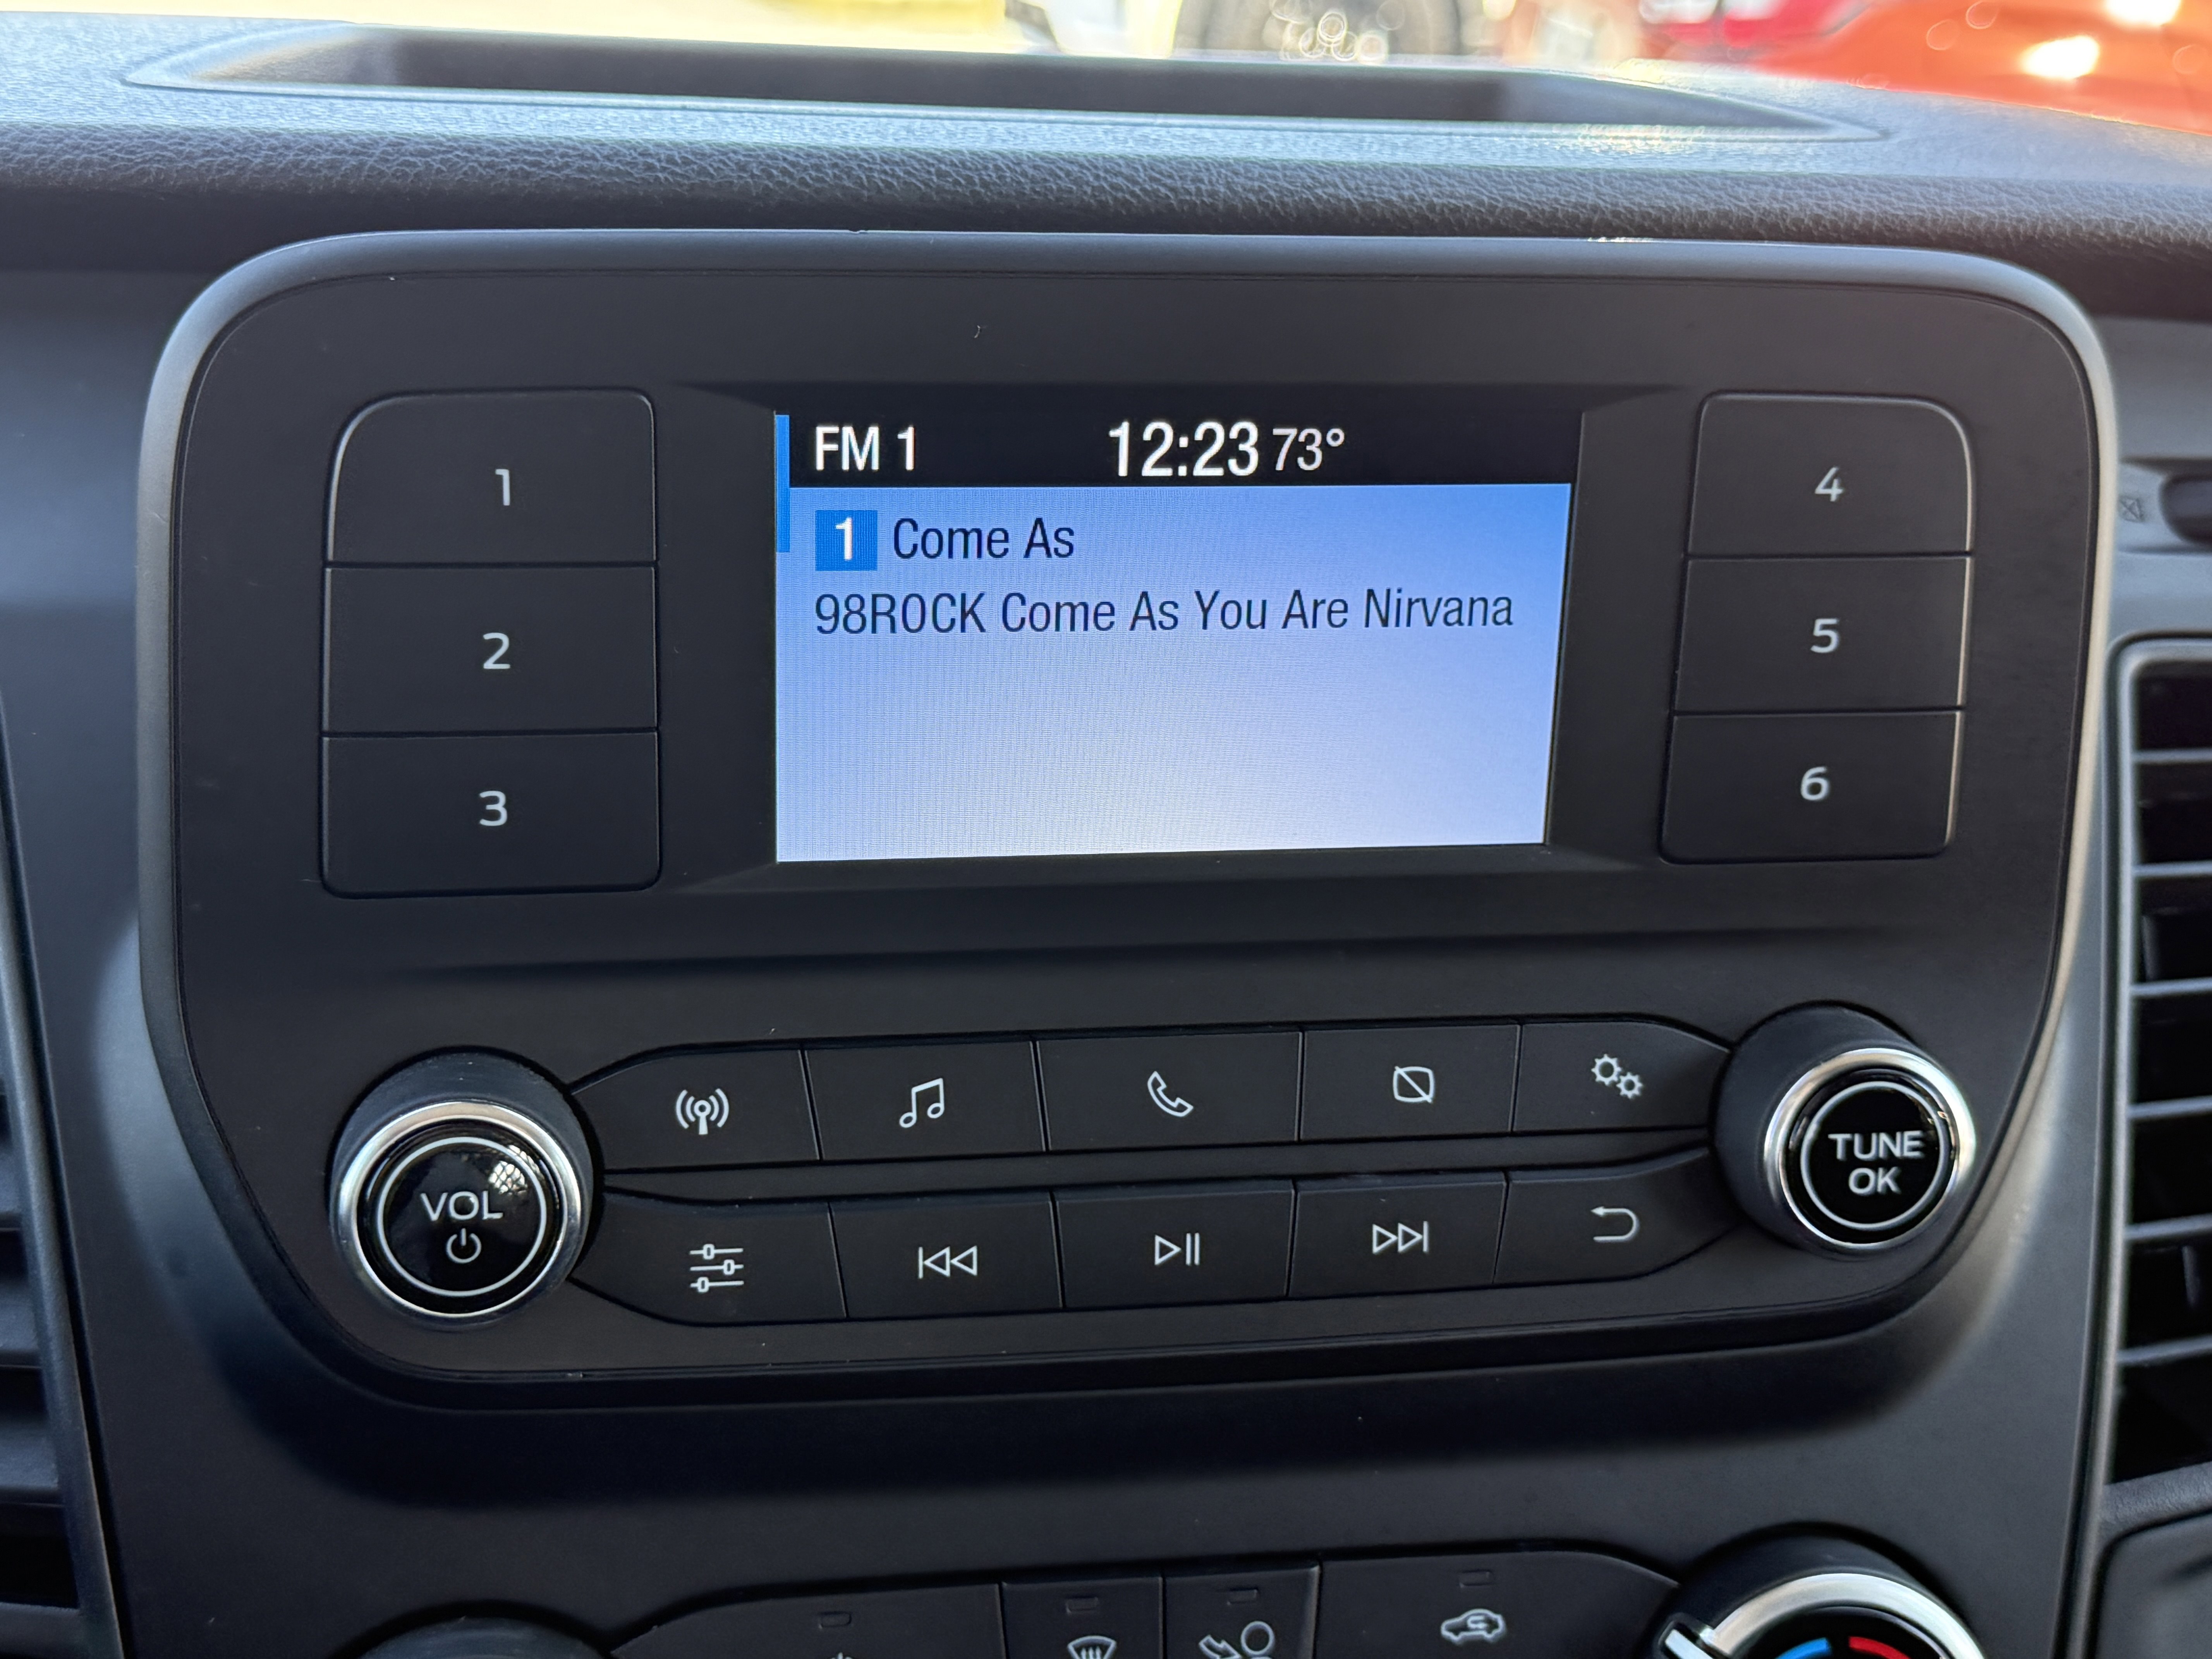 FM 1 12:23 73°
1 Come As
98ROCK Come As You Are Nirvana
1
2
3
4
5
6
VOL
TUNE
OK